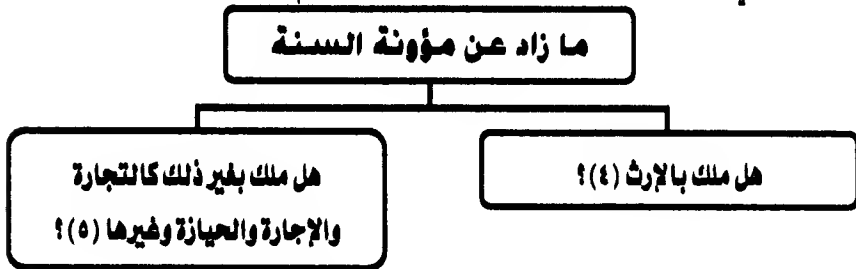 ما زاد عن مؤونة السنة
هل ملك بالإرث (٤)؟
هل ملك بغير ذلك كالتجارة
والإجارة والحيازة وغيرها (٥)؟